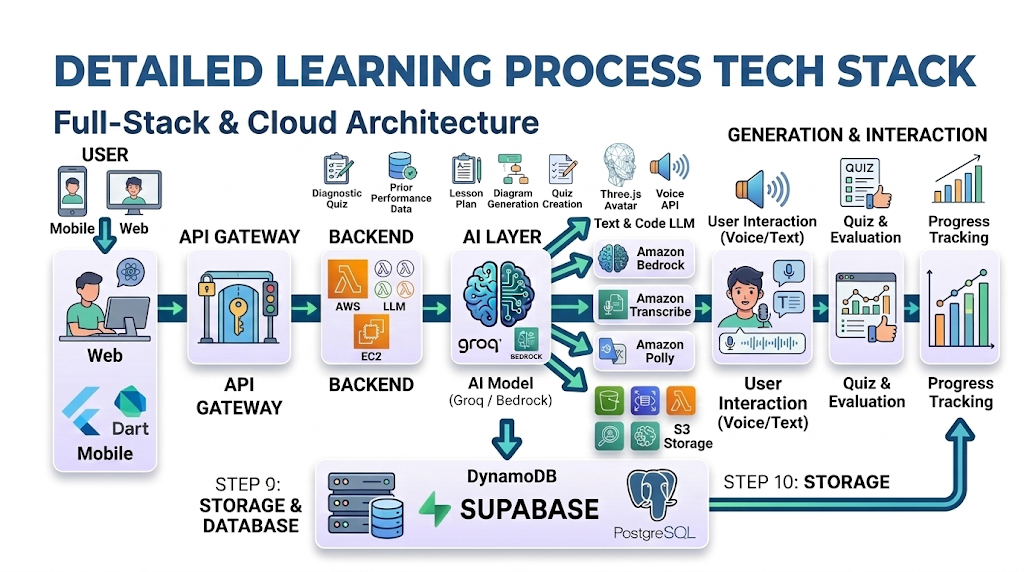 DETAILED LEARNING PROCESS TECH STACK
Full-Stack & Cloud Architecture
GENERATION & INTERACTION
USER
Mobile
Web
Diagnostic
Quiz
Prior
Performance
Data
Lesson
Plan
Diagram
Generation
Quiz
Creation
Three.js
Avatar
Voice
API
Text & Code LLM
User Interaction
(Voice/Text)
QUIZ
Quiz &
Evaluation
Progress
Tracking
API GATEWAY
BACKEND
AI LAYER
Web
Dart
Mobile
API
GATEWAY
AWS
LLM
EC2
BACKEND
groq
BEDROCK
AI Model
(Groq / Bedrock)
Amazon
Bedrock
Amazon
Transcribe
Amazon
Polly
S3
Storage
T
User
Interaction
(Voice/Text)
Quiz &
Evaluation
Progress
Tracking
STEP 9:
STORAGE &
DATABASE
DynamoDB
SUPABASE
PostgreSQL
STEP 10: STORAGE